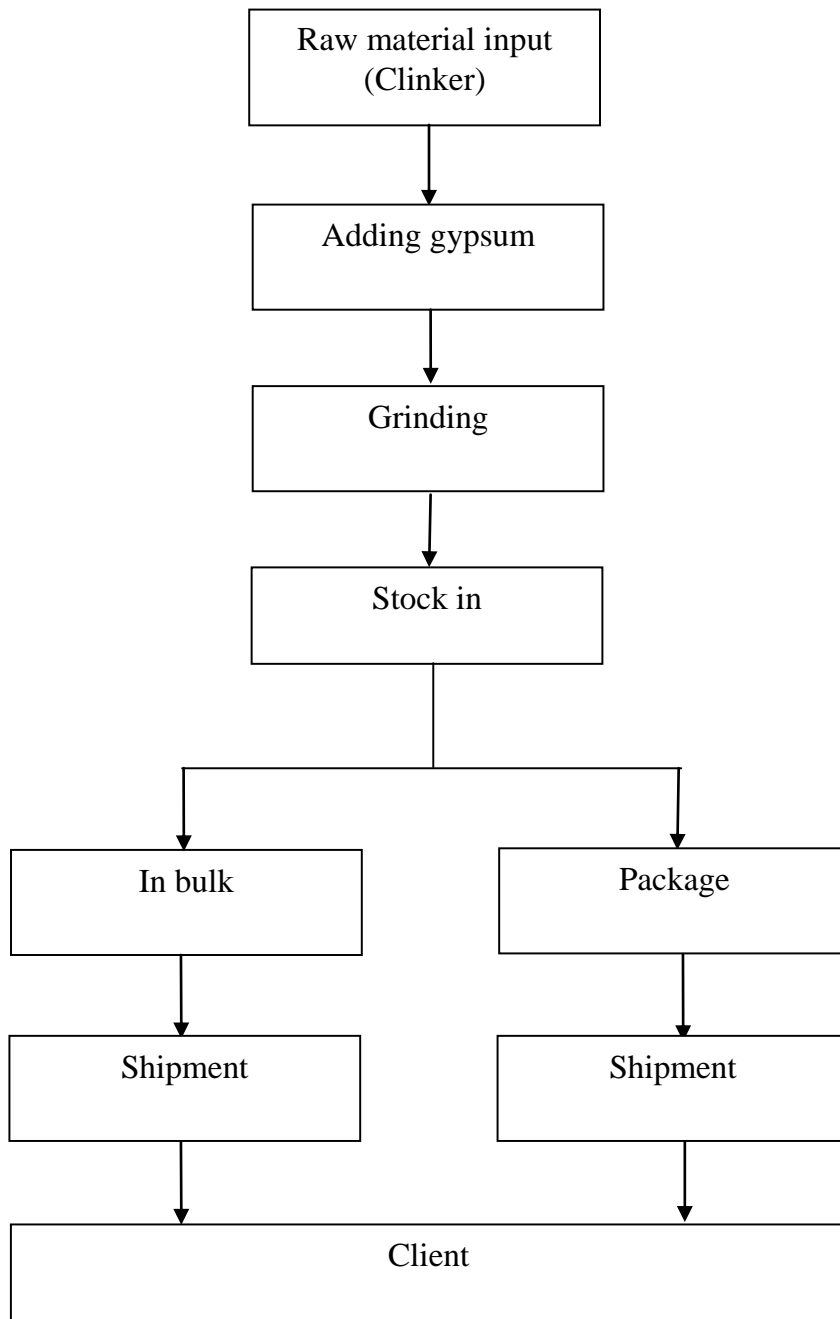 Raw material input
(Clinker)
Adding gypsum
Grinding
Stock in
In bulk
Package
Shipment
Shipment
Client